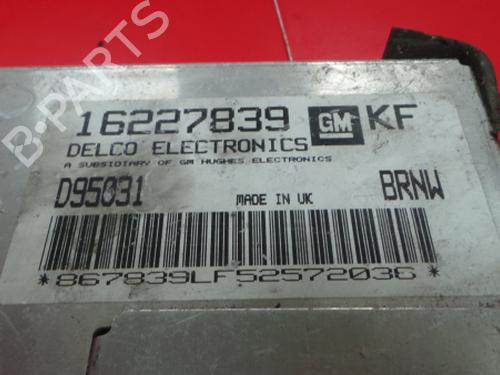 16227839 GM KF
DELCO ELECTRONICS
A SUBSIDIARY OF GM HUGHES ELECTRONICS
D95031 MADE IN UK BRNW
*867839LF52572036*
B-PARTS